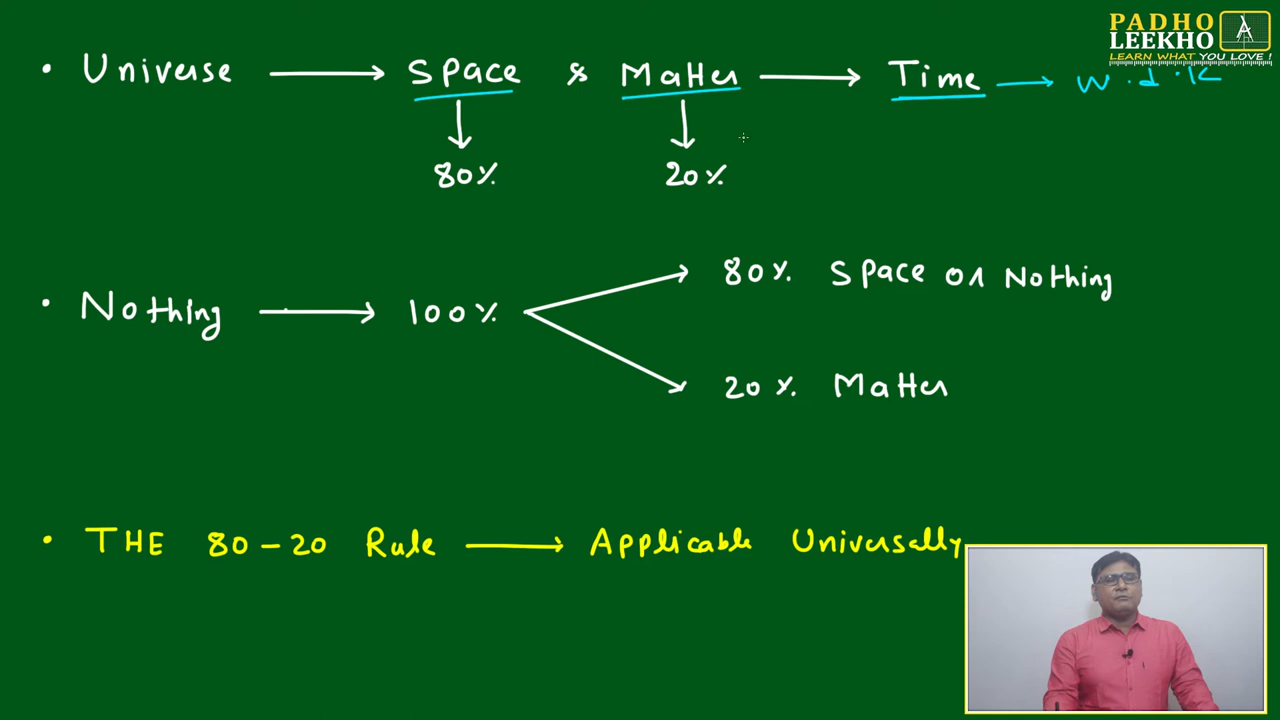 PADHO
LEEKHO
LEARN WHAT YOU LOVE !
• Universe → Space & Matter → Time → w.d.k
80% 20%
• Nothing → 100%
80% Space or Nothing
20% Matter
• THE 80-20 Rule → Applicable Universally